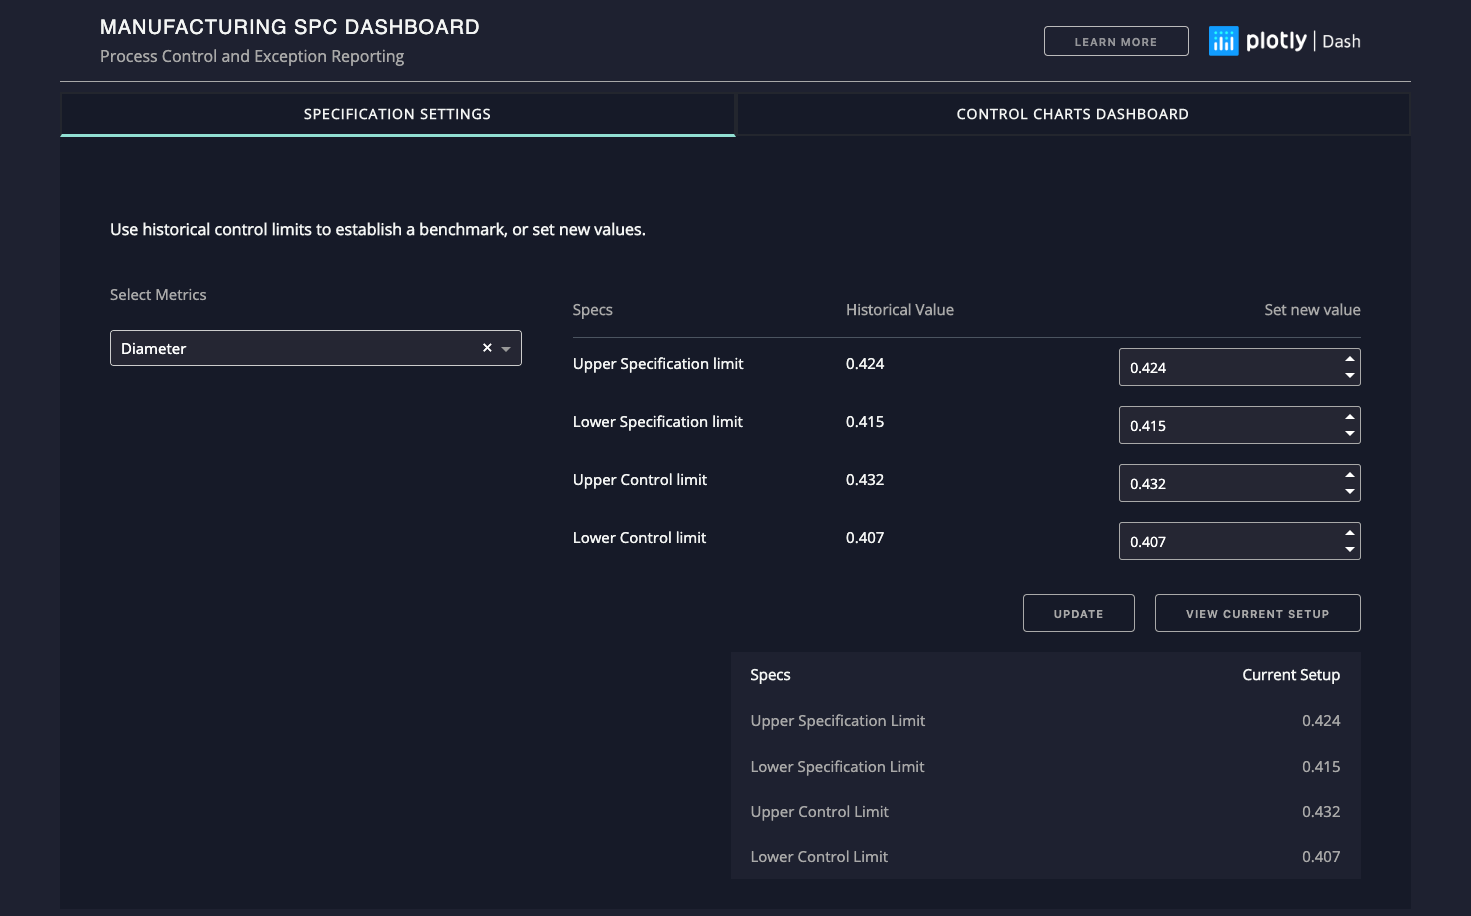 MANUFACTURING SPC DASHBOARD
Process Control and Exception Reporting
LEARN MORE
plotly | Dash
SPECIFICATION SETTINGS
CONTROL CHARTS DASHBOARD
Use historical control limits to establish a benchmark, or set new values.
Select Metrics
Diameter
Specs Historical Value Set new value
Upper Specification limit 0.424 0.424
Lower Specification limit 0.415 0.415
Upper Control limit 0.432 0.432
Lower Control limit 0.407 0.407
UPDATE VIEW CURRENT SETUP
Specs Current Setup
Upper Specification Limit 0.424
Lower Specification Limit 0.415
Upper Control Limit 0.432
Lower Control Limit 0.407